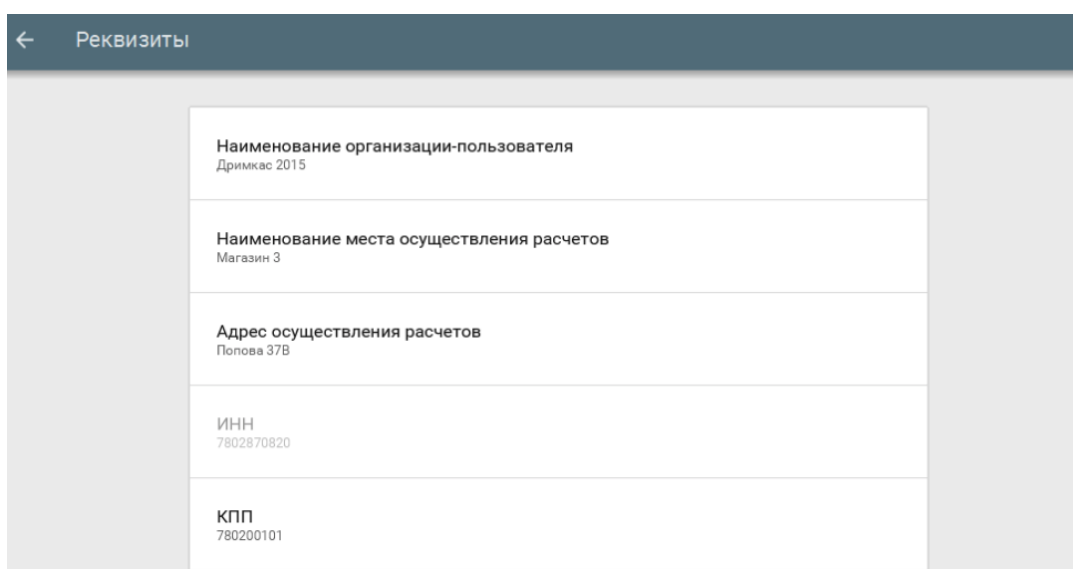 Реквизиты
Наименование организации-пользователя
Дримкас 2015
Наименование места осуществления расчетов
Магазин 3
Адрес осуществления расчетов
Попова 37В
ИНН
7802870820
КПП
780200101